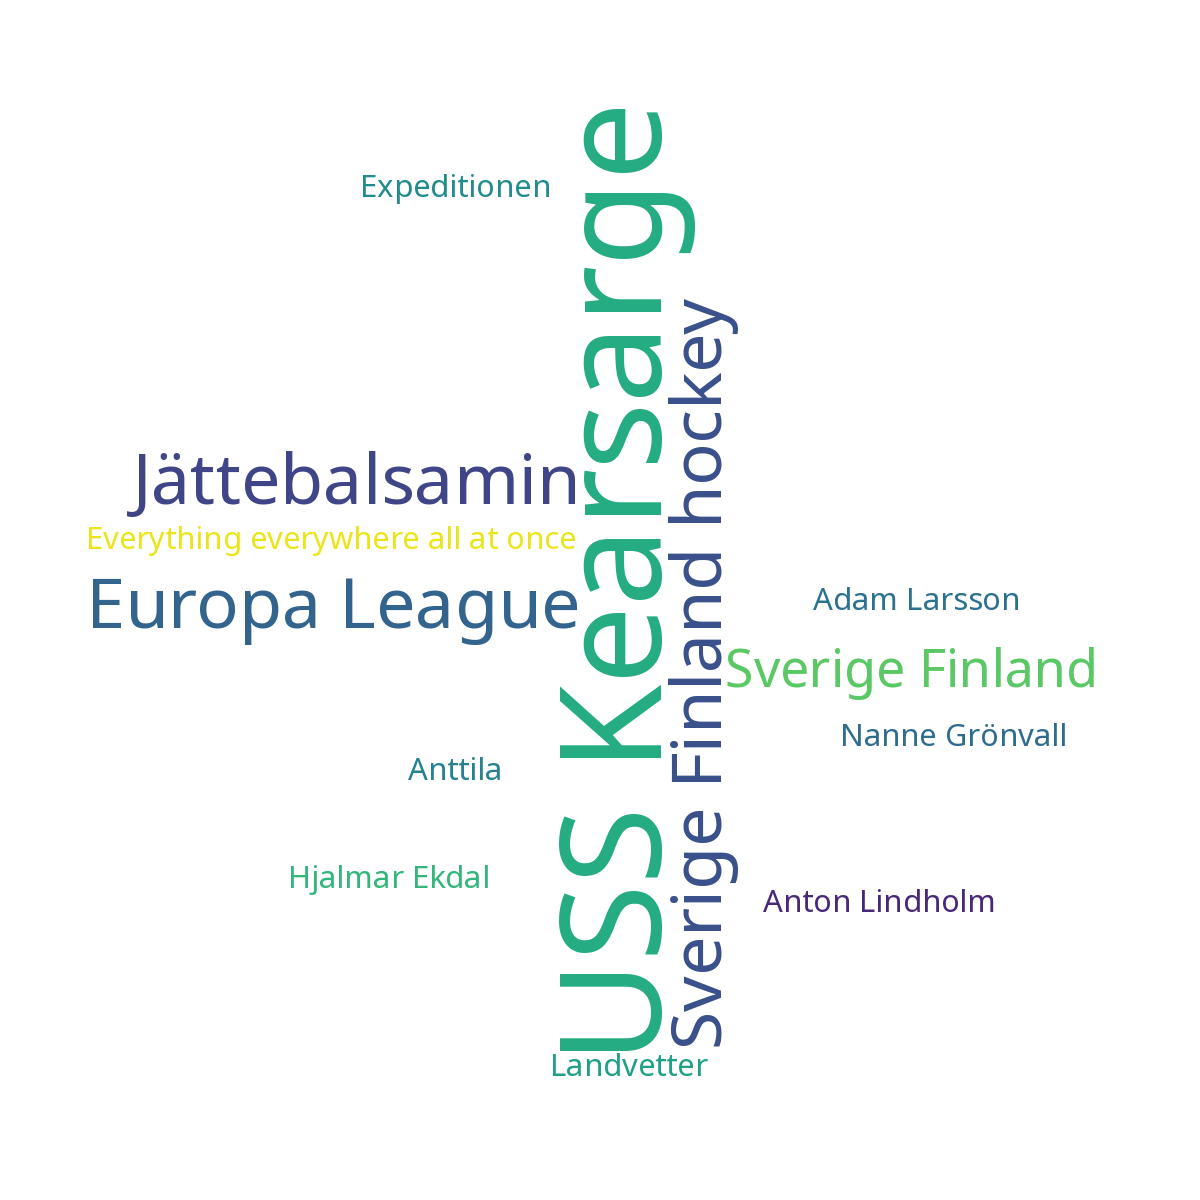 Expeditionen
USS Kearsarge
Sverige Finland hockey
Jättebalsamin
Everything everywhere all at once
Europa League
Adam Larsson
Sverige Finland
Nanne Grönvall
Anttila
Hjalmar Ekdal
Anton Lindholm
Landvetter